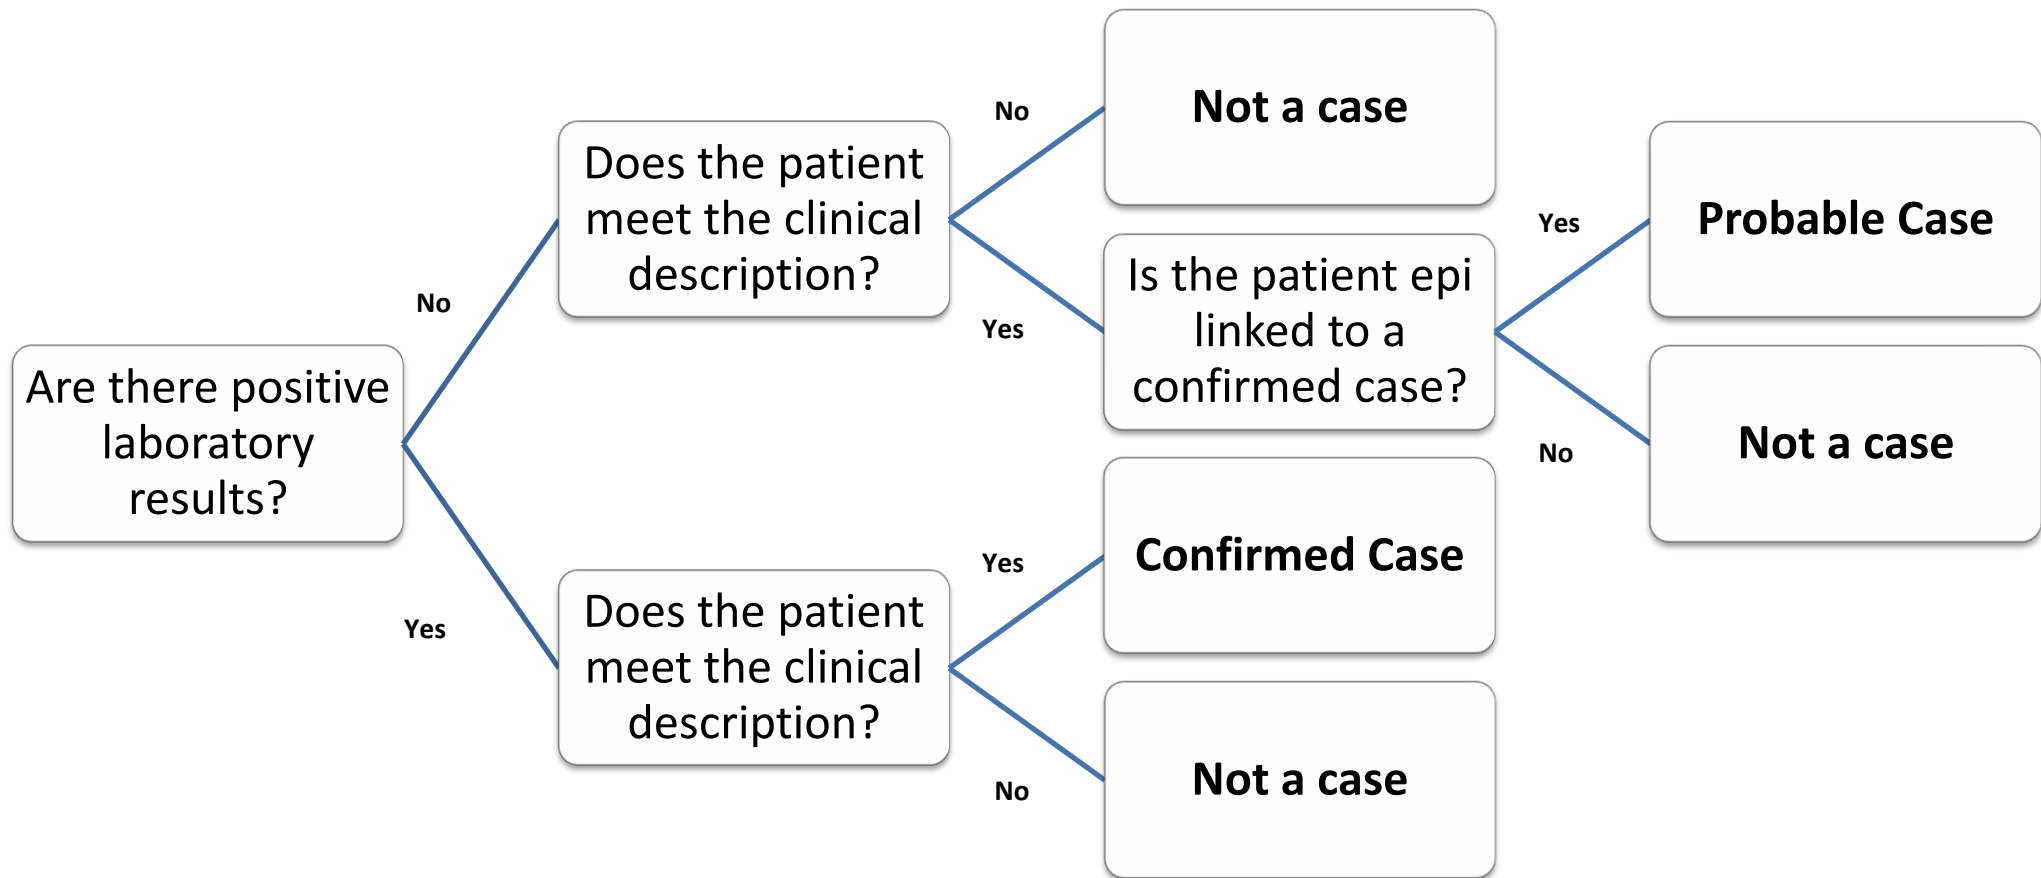 Are there positive
laboratory
results?
No
Yes
Does the patient
meet the clinical
description?
No
Yes
Not a case
Is the patient epi
linked to a
confirmed case?
Yes
No
Probable Case
Not a case
Does the patient
meet the clinical
description?
Yes
No
Confirmed Case
Not a case